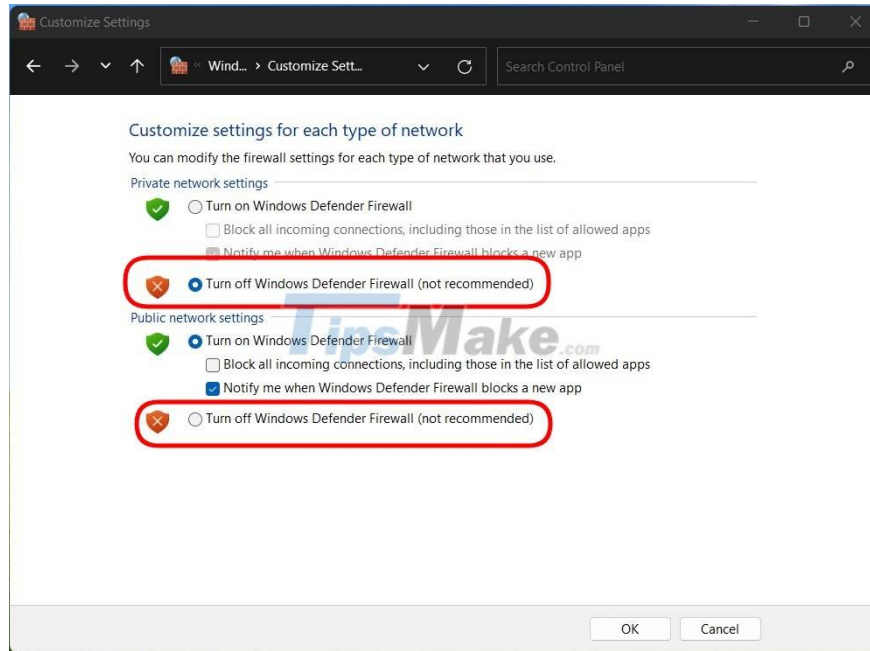 Customize Settings
« Wind... › Customize Sett...
Search Control Panel
Customize settings for each type of network
You can modify the firewall settings for each type of network that you use.
Private network settings
Turn on Windows Defender Firewall
Block all incoming connections, including those in the list of allowed apps
Notify me when Windows Defender Firewall blocks a new app
Turn off Windows Defender Firewall (not recommended)
TipsMake.com
Public network settings
Turn on Windows Defender Firewall
Block all incoming connections, including those in the list of allowed apps
Notify me when Windows Defender Firewall blocks a new app
Turn off Windows Defender Firewall (not recommended)
OK Cancel